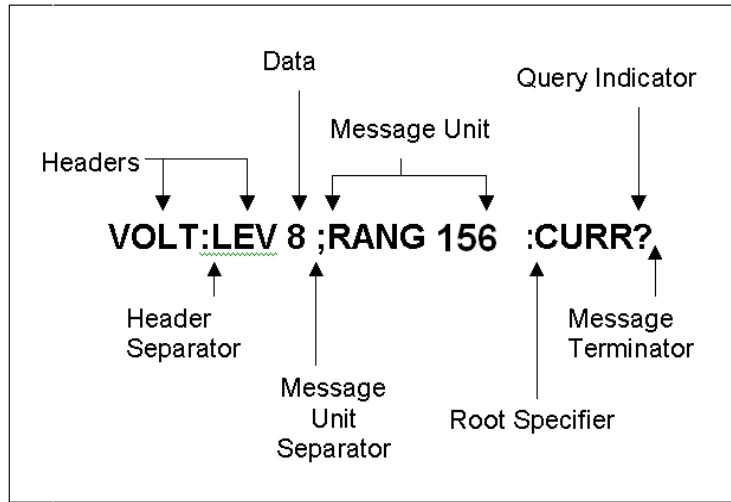 Data
Query Indicator
Message Unit
Headers
VOLT:LEV 8 ;RANG 156 :CURR?
Header
Separator
Message
Terminator
Message
Unit
Separator
Root Specifier